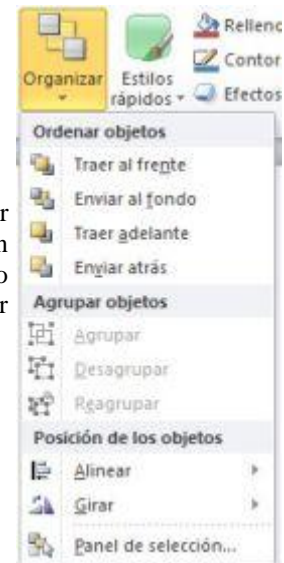 Relleno
Contor
Organizar
Estilos
rápidos
Efectos
Ordenar objetos
Traer al frente
Enviar al fondo
Traer adelante
Enviar atrás
Agrupar objetos
Agrupar
Desagrupar
Reagrupar
Posición de los objetos
Alinear
Girar
Panel de selección...
r
n
o
r